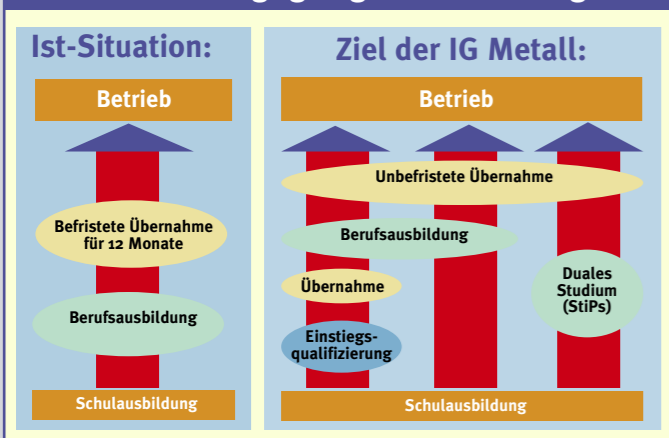 Ist-Situation:
Betrieb
Befristete Übernahme
für 12 Monate
Berufsausbildung
Schulausbildung
Ziel der IG Metall:
Betrieb
Unbefristete Übernahme
Berufsausbildung
Übernahme
Einstiegs-
qualifizierung
Duales
Studium
(StiPs)
Schulausbildung